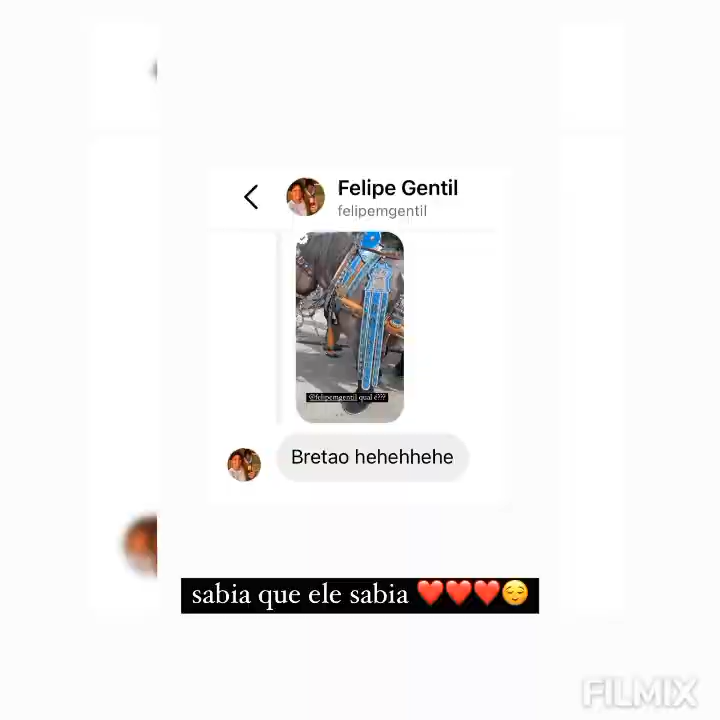 Felipe Gentil
felipemgentil
@felipemgentil qual é???
Bretao hehehhehe
sabia que ele sabia ❤️❤️❤️😌
FILMIX